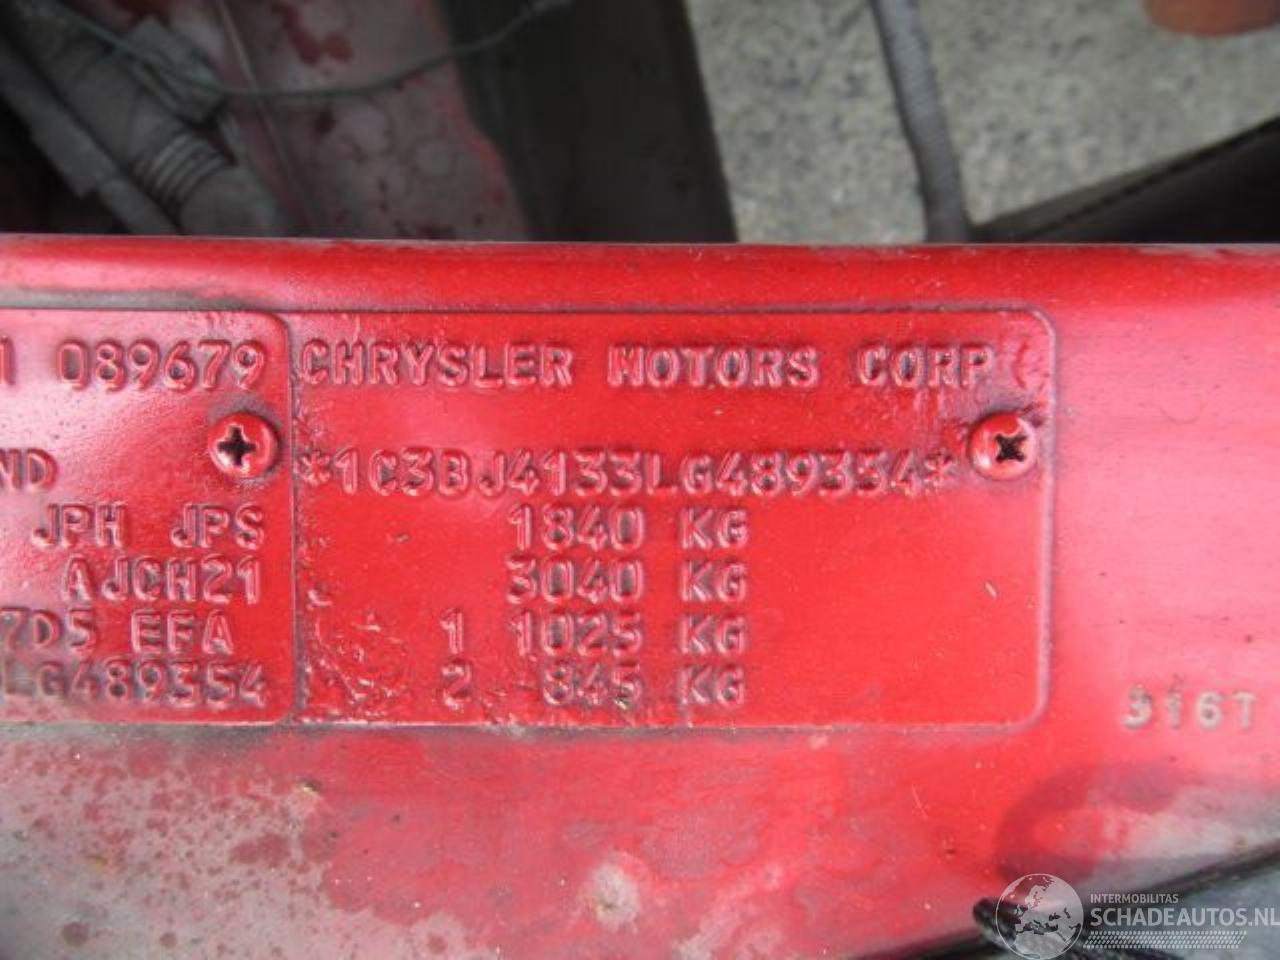 089679
ND
JPH JPS
AJCH21
7D5 EFA
LG489354
CHRYSLER MOTORS CORP
*1C3BJ4133LG489354*
1840 KG
3040 KG
1 1025 KG
2 845 KG
916T
INTERMOBILITAS
SCHADEAUTOS.NL